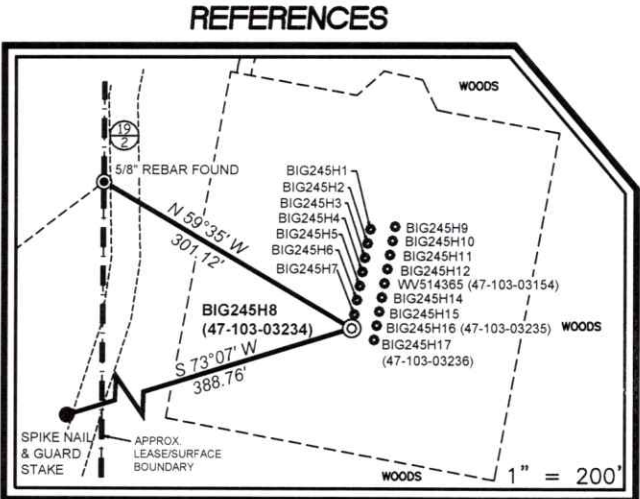 REFERENCES
WOODS
19
2
5/8" REBAR FOUND
N 59°35' W
301.12'
BIG245H1
BIG245H2
BIG245H3
BIG245H4
BIG245H5
BIG245H6
BIG245H7
BIG245H9
BIG245H10
BIG245H11
BIG245H12
WV514365 (47-103-03154)
BIG245H14
BIG245H15
BIG245H16 (47-103-03235)
BIG245H17
(47-103-03236)
WOODS
BIG245H8
(47-103-03234)
S 73°07' W
388.76'
SPIKE NAIL
& GUARD
STAKE
APPROX.
LEASE/SURFACE
BOUNDARY
WOODS
1" = 200'